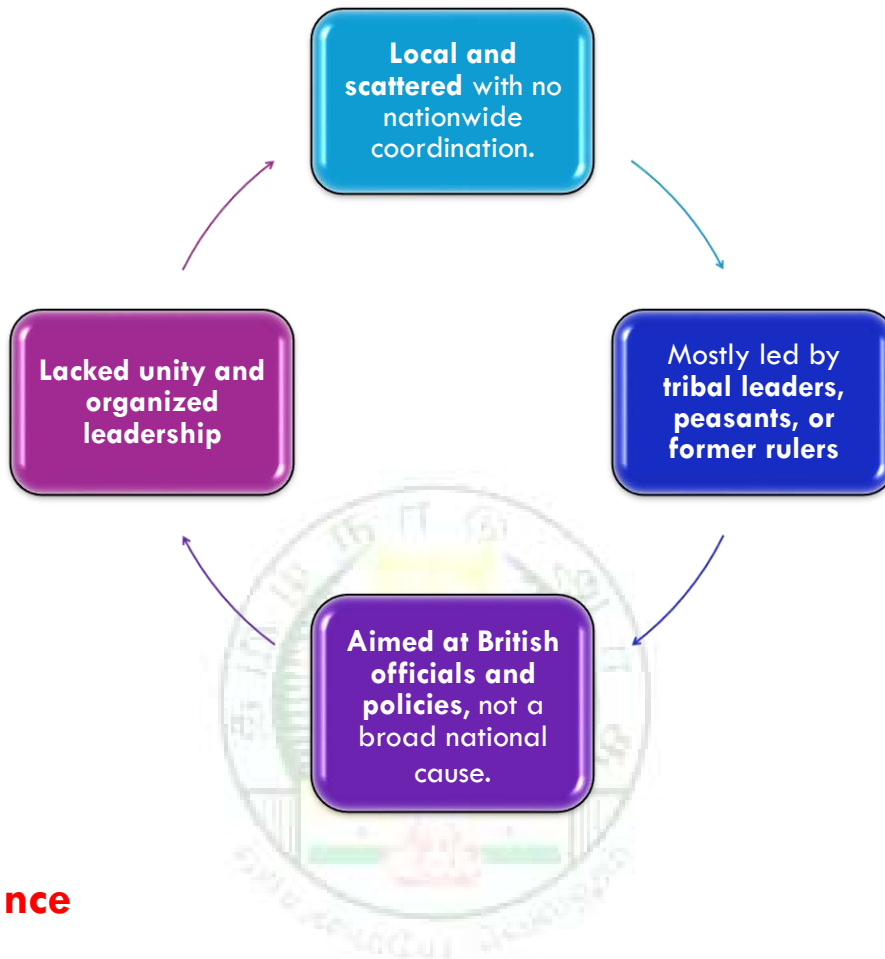 Local and
scattered with no
nationwide
coordination.
Mostly led by
tribal leaders,
peasants, or
former rulers
Aimed at British
officials and
policies, not a
broad national
cause.
Lacked unity and
organized
leadership
nce